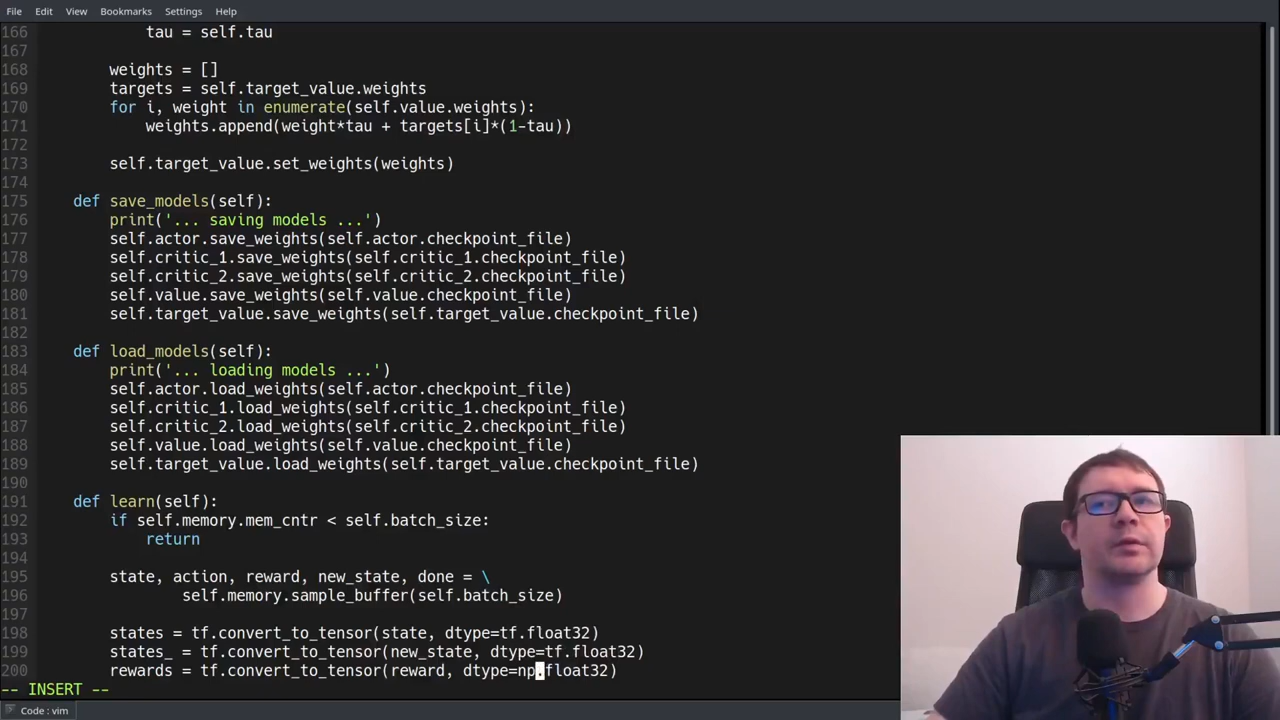 File Edit View Bookmarks Settings Help
166 tau = self.tau
167
168 weights = []
169 targets = self.target_value.weights
170 for i, weight in enumerate(self.value.weights):
171 weights.append(weight*tau + targets[i]*(1-tau))
172
173 self.target_value.set_weights(weights)
174
175 def save_models(self):
176 print('... saving models ...')
177 self.actor.save_weights(self.actor.checkpoint_file)
178 self.critic_1.save_weights(self.critic_1.checkpoint_file)
179 self.critic_2.save_weights(self.critic_2.checkpoint_file)
180 self.value.save_weights(self.value.checkpoint_file)
181 self.target_value.save_weights(self.target_value.checkpoint_file)
182
183 def load_models(self):
184 print('... loading models ...')
185 self.actor.load_weights(self.actor.checkpoint_file)
186 self.critic_1.load_weights(self.critic_1.checkpoint_file)
187 self.critic_2.load_weights(self.critic_2.checkpoint_file)
188 self.value.load_weights(self.value.checkpoint_file)
189 self.target_value.load_weights(self.target_value.checkpoint_file)
190
191 def learn(self):
192 if self.memory.mem_cntr < self.batch_size:
193 return
194
195 state, action, reward, new_state, done = \
196 self.memory.sample_buffer(self.batch_size)
197
198 states = tf.convert_to_tensor(state, dtype=tf.float32)
199 states_ = tf.convert_to_tensor(new_state, dtype=tf.float32)
200 rewards = tf.convert_to_tensor(reward, dtype=np.float32)
-- INSERT --
Code : vim